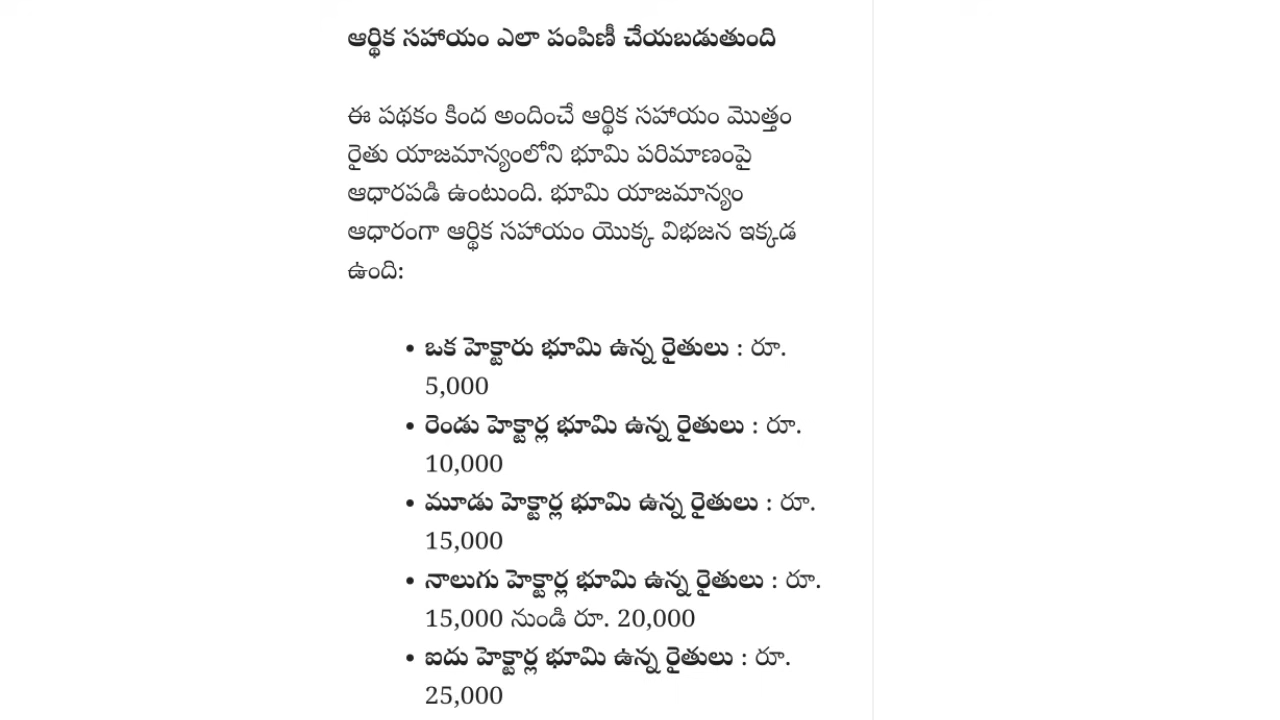 ఆర్థిక సహాయం ఎలా పంపిణీ చేయబడుతుంది
ఈ పథకం కింద అందించే ఆర్థిక సహాయం మొత్తం
రైతు యాజమాన్యంలోని భూమి పరిమాణంపై
ఆధారపడి ఉంటుంది. భూమి యాజమాన్యం
ఆధారంగా ఆర్థిక సహాయం యొక్క విభజన ఇక్కడ
ఉంది:
• ఒక హెక్టారు భూమి ఉన్న రైతులు : రూ.
5,000
• రెండు హెక్టార్ల భూమి ఉన్న రైతులు : రూ.
10,000
• మూడు హెక్టార్ల భూమి ఉన్న రైతులు : రూ.
15,000
• నాలుగు హెక్టార్ల భూమి ఉన్న రైతులు : రూ.
15,000 నుండి రూ. 20,000
• ఐదు హెక్టార్ల భూమి ఉన్న రైతులు : రూ.
25,000